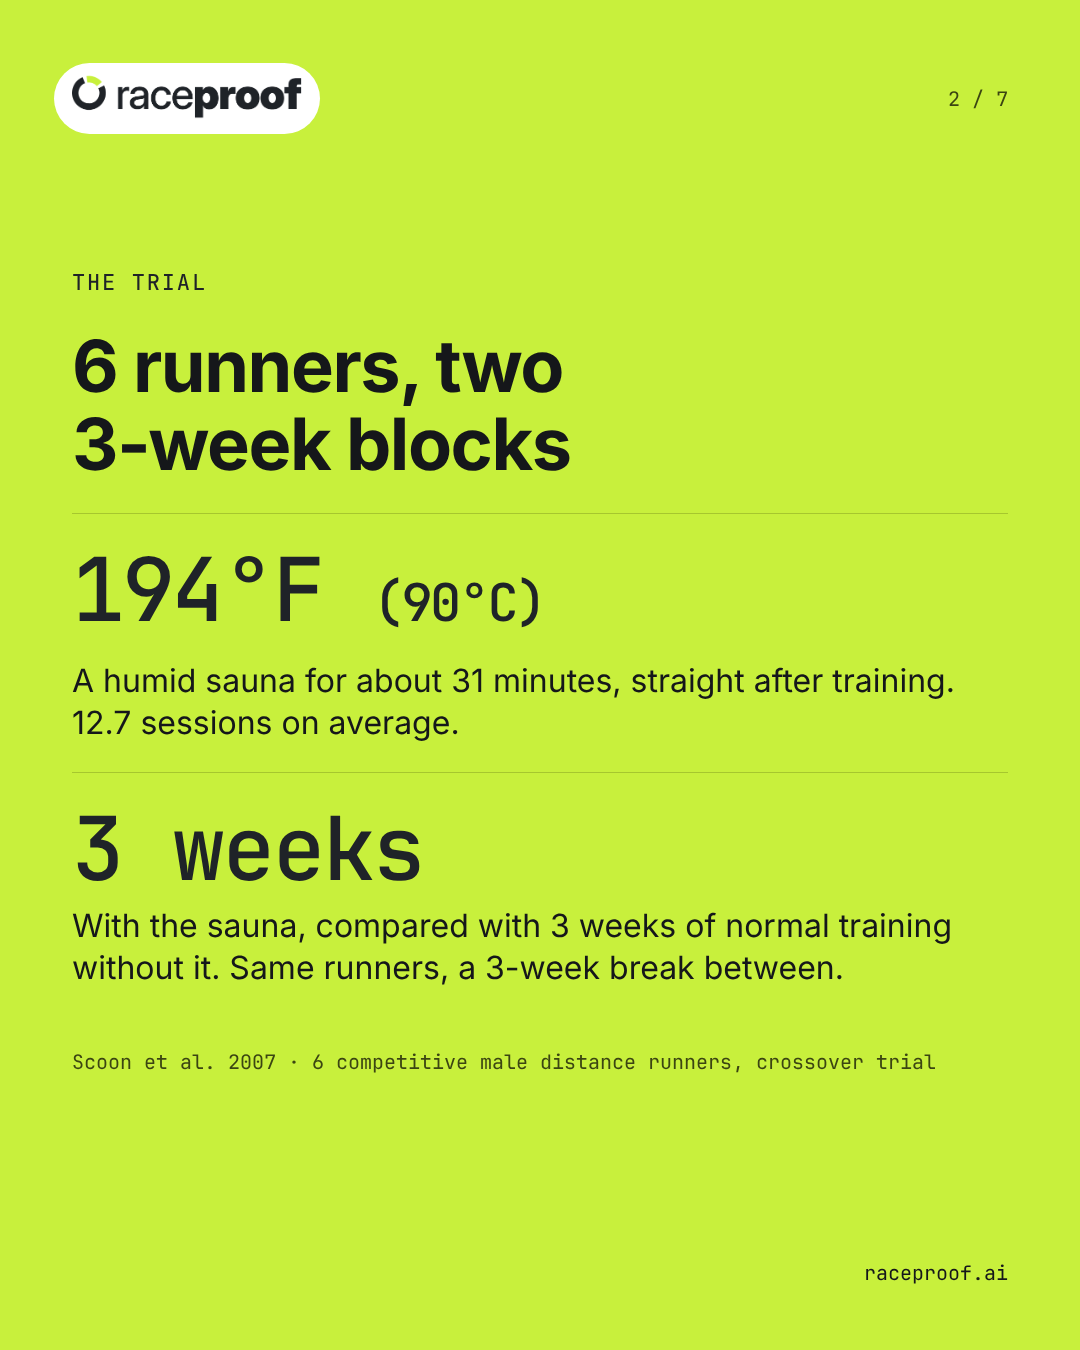 raceproof
2 / 7
THE TRIAL
6 runners, two
3-week blocks
194°F (90°C)
A humid sauna for about 31 minutes, straight after training.
12.7 sessions on average.
3 weeks
With the sauna, compared with 3 weeks of normal training
without it. Same runners, a 3-week break between.
Scoon et al. 2007 · 6 competitive male distance runners, crossover trial
raceproof.ai